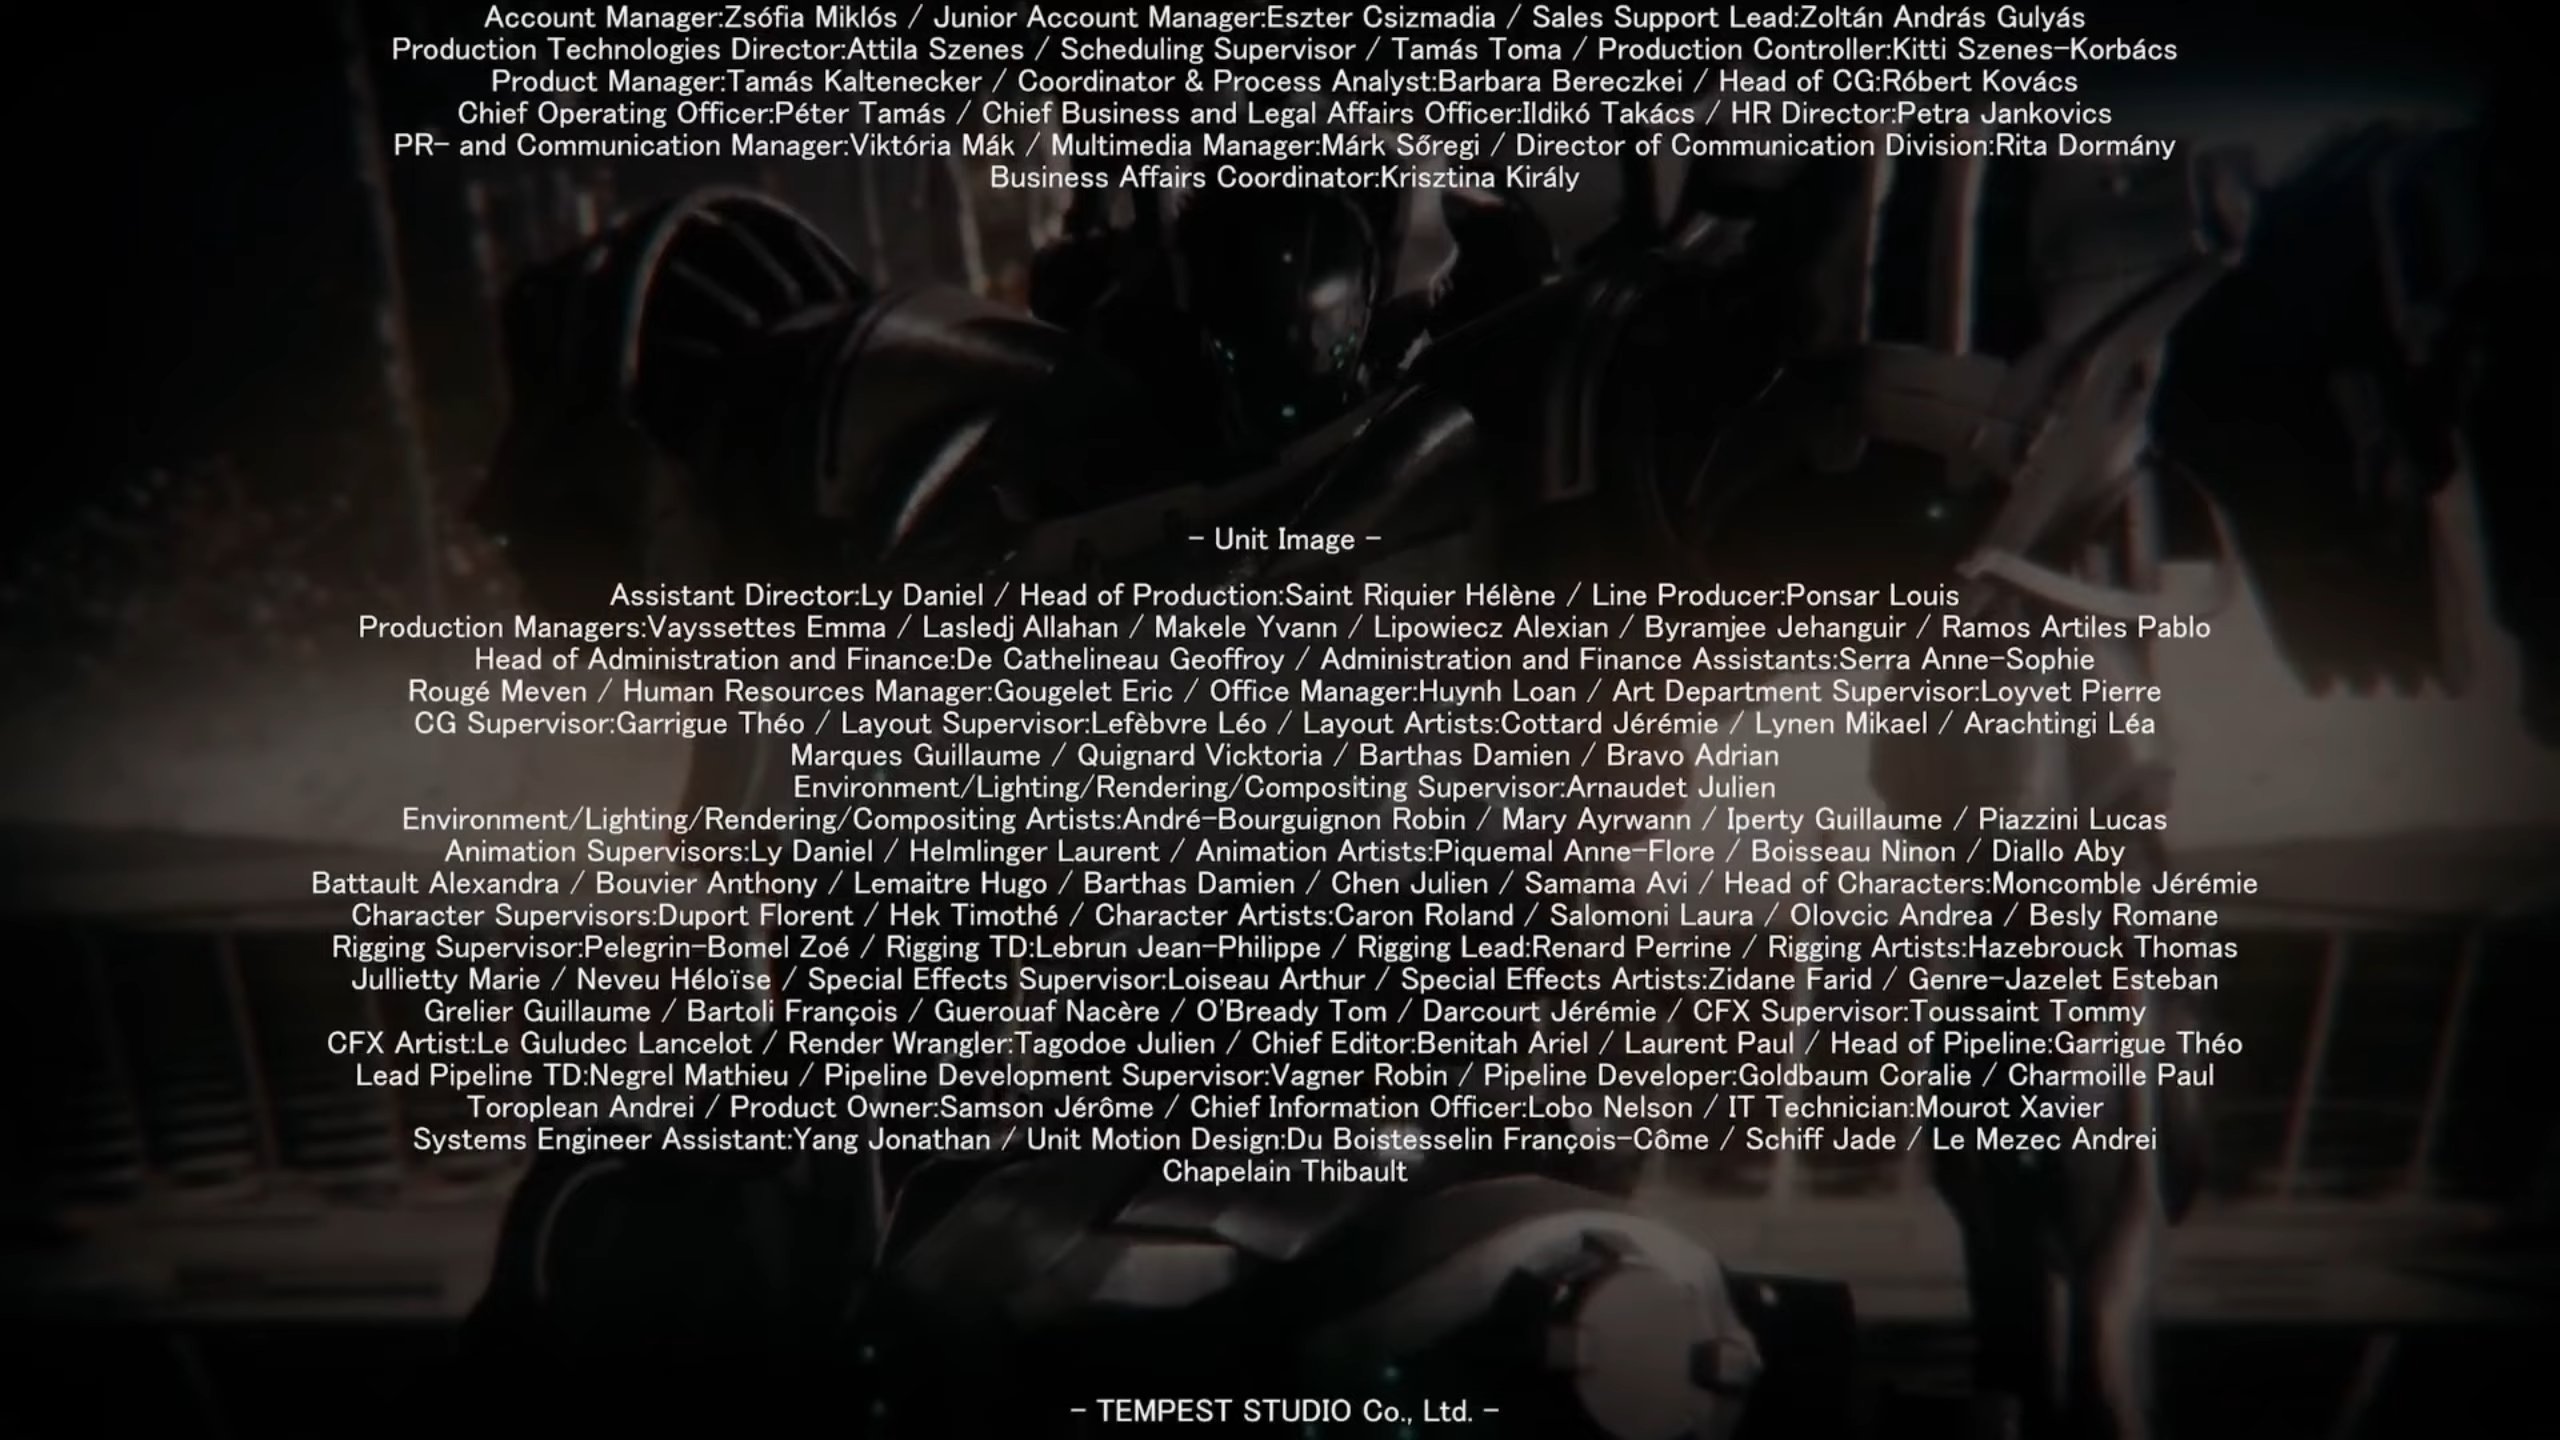 Account Manager:Zsófia Miklós / Junior Account Manager:Eszter Csizmadia / Sales Support Lead:Zoltán András Gulyás
Production Technologies Director:Attila Szenes / Scheduling Supervisor / Tamás Toma / Production Controller:Kitti Szenes-Korbács
Product Manager:Tamás Kaltenecker / Coordinator & Process Analyst:Barbara Bereczkei / Head of CG:Róbert Kovács
Chief Operating Officer:Péter Tamás / Chief Business and Legal Affairs Officer:Ildikó Takács / HR Director:Petra Jankovics
PR- and Communication Manager:Viktória Mák / Multimedia Manager:Márk Sőregi / Director of Communication Division:Rita Dormány
Business Affairs Coordinator:Krisztina Király
- Unit Image -
Assistant Director:Ly Daniel / Head of Production:Saint Riquier Hélène / Line Producer:Ponsar Louis
Production Managers:Vayssettes Emma / Lasledj Allahan / Makele Yvann / Lipowiecz Alexian / Byramjee Jehanguir / Ramos Artiles Pablo
Head of Administration and Finance:De Cathelineau Geoffroy / Administration and Finance Assistants:Serra Anne-Sophie
Rougé Meven / Human Resources Manager:Gougelet Eric / Office Manager:Huynh Loan / Art Department Supervisor:Loyvet Pierre
CG Supervisor:Garrigue Théo / Layout Supervisor:Lefèbvre Léo / Layout Artists:Cottard Jérémie / Lynen Mikael / Arachtingi Léa
Marques Guillaume / Quignard Vicktoria / Barthas Damien / Bravo Adrian
Environment/Lighting/Rendering/Compositing Supervisor:Arnaudet Julien
Environment/Lighting/Rendering/Compositing Artists:André-Bourguignon Robin / Mary Ayrwann / Iperty Guillaume / Piazzini Lucas
Animation Supervisors:Ly Daniel / Helmlinger Laurent / Animation Artists:Piquemal Anne-Flore / Boisseau Ninon / Diallo Aby
Battault Alexandra / Bouvier Anthony / Lemaitre Hugo / Barthas Damien / Chen Julien / Samama Avi / Head of Characters:Moncomble Jérémie
Character Supervisors:Duport Florent / Hek Timothé / Character Artists:Caron Roland / Salomoni Laura / Olovcic Andrea / Besly Romane
Rigging Supervisor:Pelegrin-Bomel Zoé / Rigging TD:Lebrun Jean-Philippe / Rigging Lead:Renard Perrine / Rigging Artists:Hazebrouck Thomas
Jullietty Marie / Neveu Héloïse / Special Effects Supervisor:Loiseau Arthur / Special Effects Artists:Zidane Farid / Genre-Jazelet Esteban
Grelier Guillaume / Bartoli François / Guerouaf Nacère / O'Bready Tom / Darcourt Jérémie / CFX Supervisor:Toussaint Tommy
CFX Artist:Le Guludec Lancelot / Render Wrangler:Tagodoe Julien / Chief Editor:Benitah Ariel / Laurent Paul / Head of Pipeline:Garrigue Théo
Lead Pipeline TD:Negrel Mathieu / Pipeline Development Supervisor:Vagner Robin / Pipeline Developer:Goldbaum Coralie / Charmoille Paul
Toroplean Andrei / Product Owner:Samson Jérôme / Chief Information Officer:Lobo Nelson / IT Technician:Mourot Xavier
Systems Engineer Assistant:Yang Jonathan / Unit Motion Design:Du Boistesselin François-Côme / Schiff Jade / Le Mezec Andrei
Chapelain Thibault
- TEMPEST STUDIO Co., Ltd. -